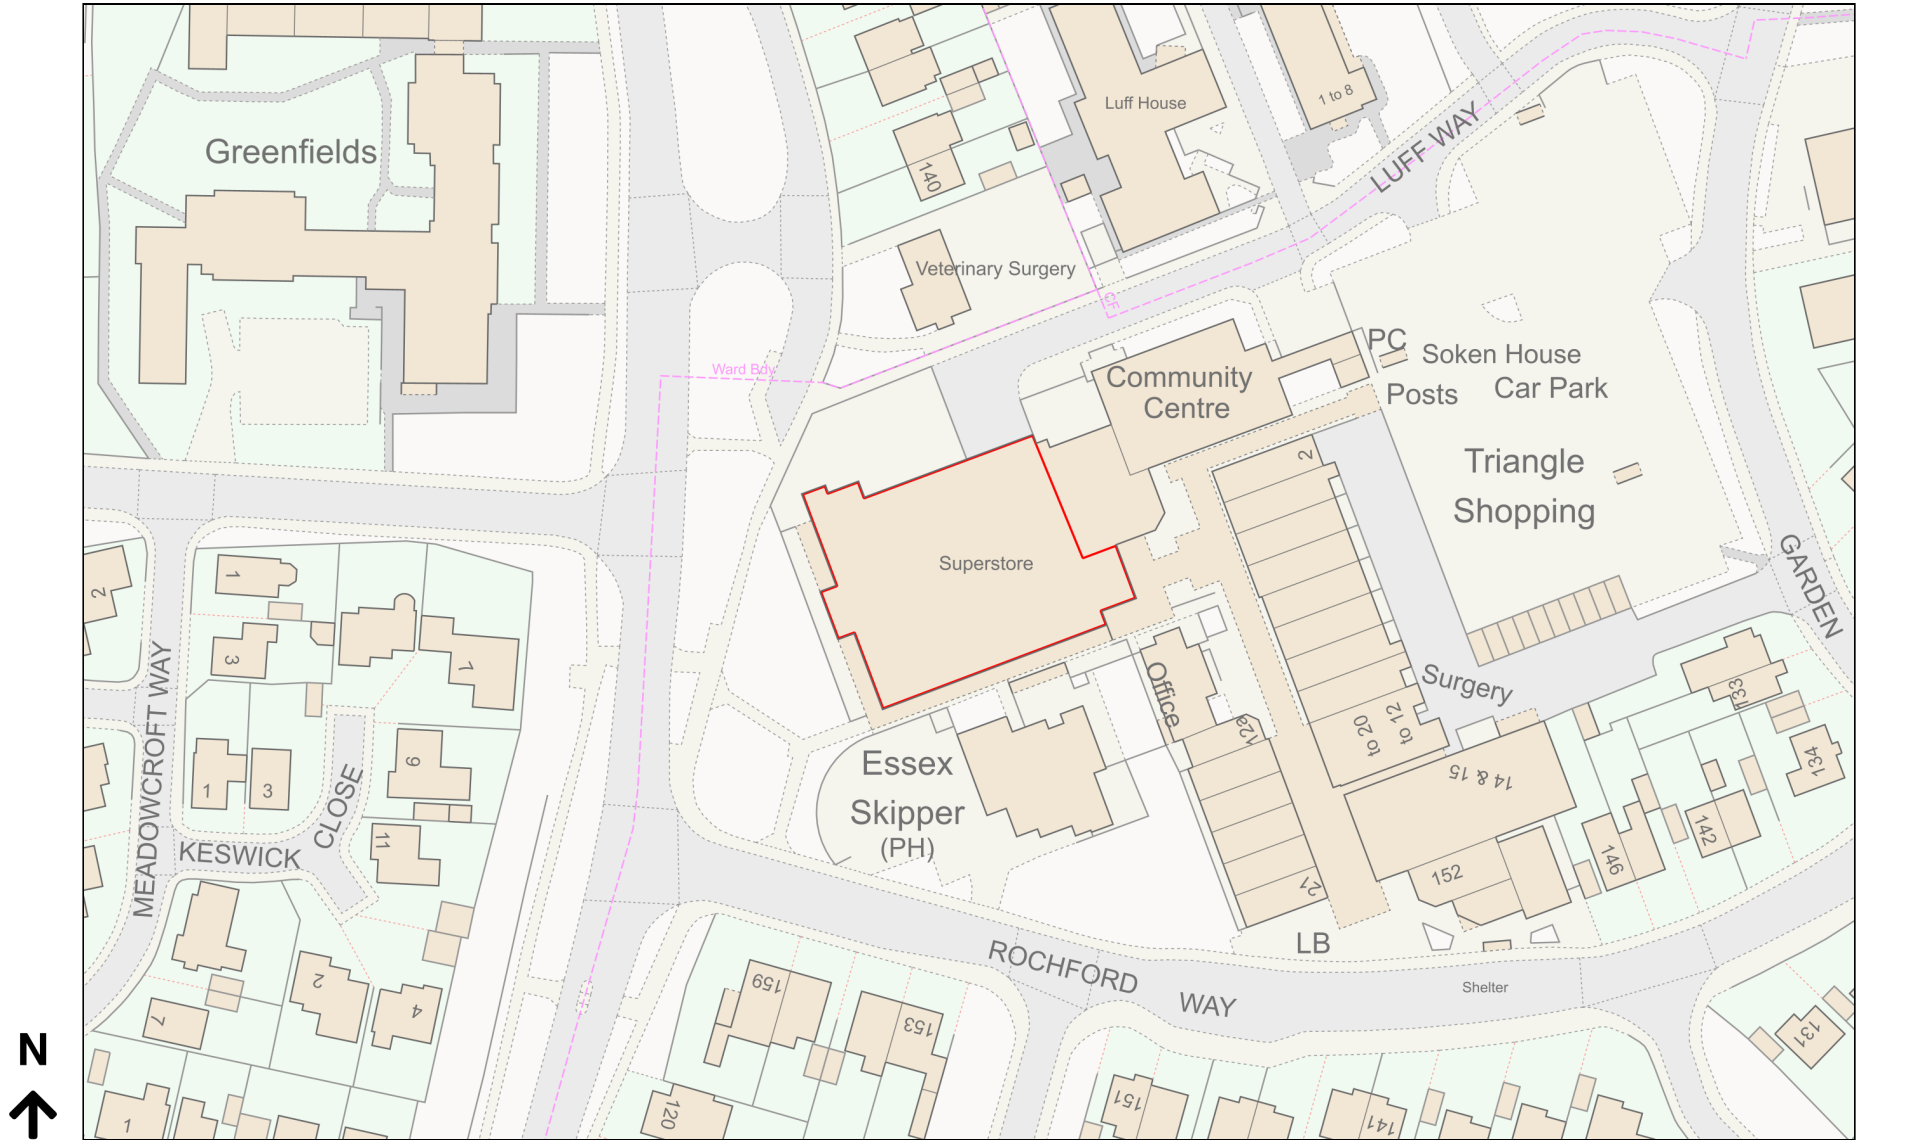 Greenfields
Luff House
1 to 8
LUFF WAY
140
Veterinary Surgery
CF
Ward Bdy
PC
Soken House
Car Park
Posts
Community
Centre
2
Triangle
Shopping
Superstore
GARDEN
2
1
3
7
MEADOWCROFT WAY
Office
Surgery
133
134
12a
to 20
to 12
14 & 15
Essex
Skipper
(PH)
9
1
3
CLOSE
KESWICK
11
142
146
152
21
LB
ROCHFORD
WAY
Shelter
2
4
7
159
153
131
N
120
151
141
1